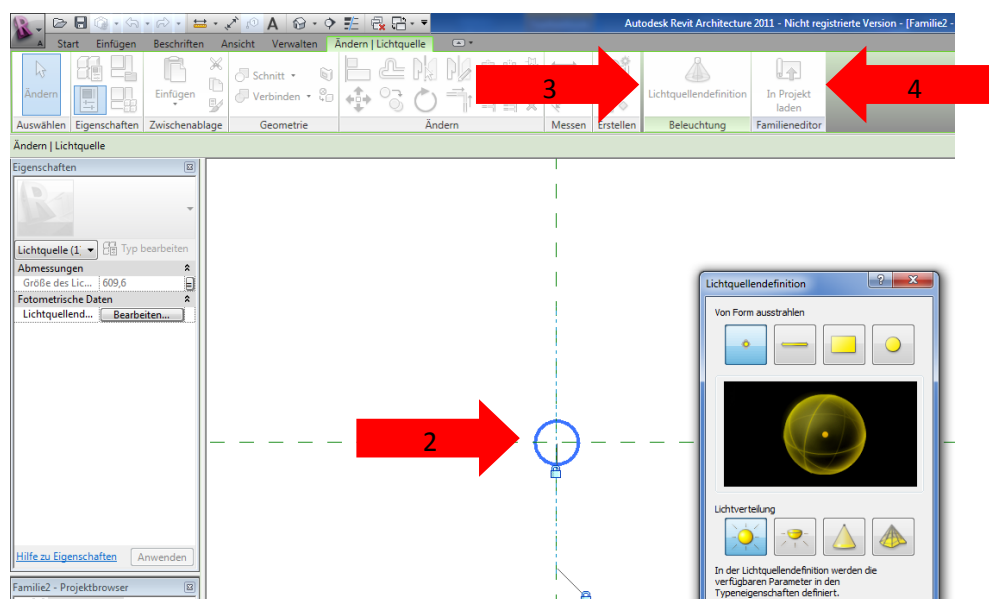 Autodesk Revit Architecture 2011 - Nicht registrierte Version - [Familie2 -
A
Start Einfügen Beschriften Ansicht Verwalten Ändern | Lichtquelle
Ändern
Einfügen
Schnitt
Verbinden
3
Lichtquellendefinition
In Projekt
laden
4
Auswählen Eigenschaften Zwischenablage Geometrie Ändern Messen Erstellen Beleuchtung Familieneditor
Ändern | Lichtquelle
Eigenschaften
Lichtquelle (1 Typ bearbeiten
Abmessungen
Größe des Lic... 609,6
Fotometrische Daten
Lichtquellend... Bearbeiten...
2
Lichtquellendefinition
Von Form ausstrahlen
Lichtverteilung
In der Lichtquellendefinition werden die
verfügbaren Parameter in den
Typeneigenschaften definiert.
Hilfe zu Eigenschaften Anwenden
Familie2 - Projektbrowser